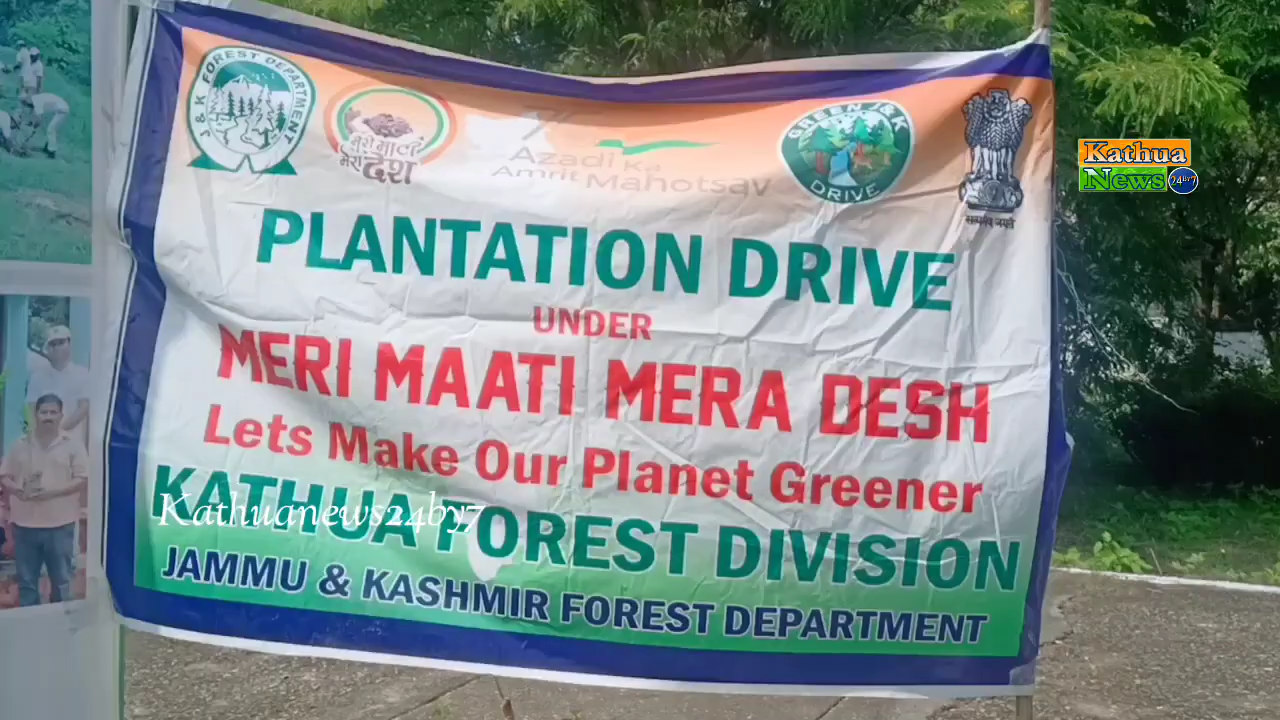 J & K FOREST DEPARTMENT
मेरी माटी
मेरा देश
Azadi Ka
Amrit Mahotsav
GREEN J&K
DRIVE
सत्यमेव जयते
Kathua
News 24By7
PLANTATION DRIVE
UNDER
MERI MAATI MERA DESH
Lets Make Our Planet Greener
KATHUA FOREST DIVISION
Kathuanews24by7
JAMMU & KASHMIR FOREST DEPARTMENT